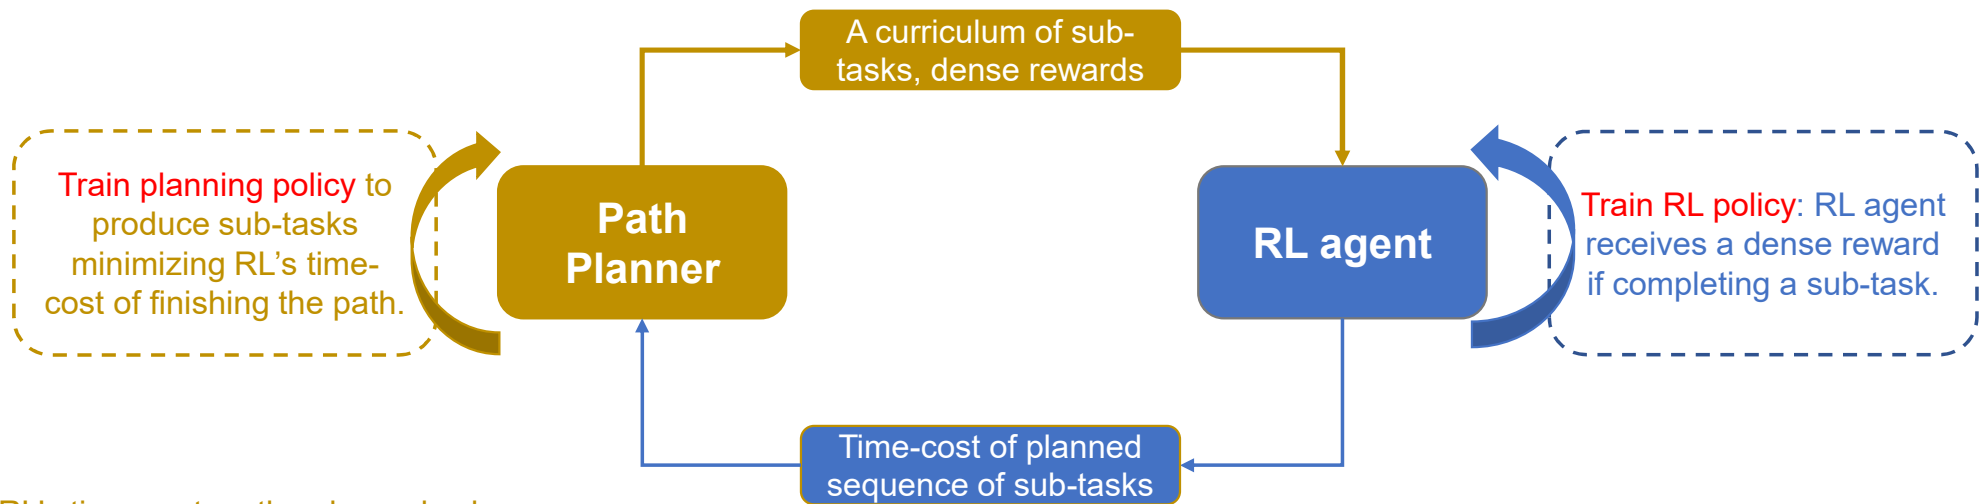 A curriculum of sub-
tasks, dense rewards
Train planning policy to
produce sub-tasks
minimizing RL’s time-
cost of finishing the path.
Path
Planner
RL agent
Train RL policy: RL agent
receives a dense reward
if completing a sub-task.
Time-cost of planned
sequence of sub-tasks